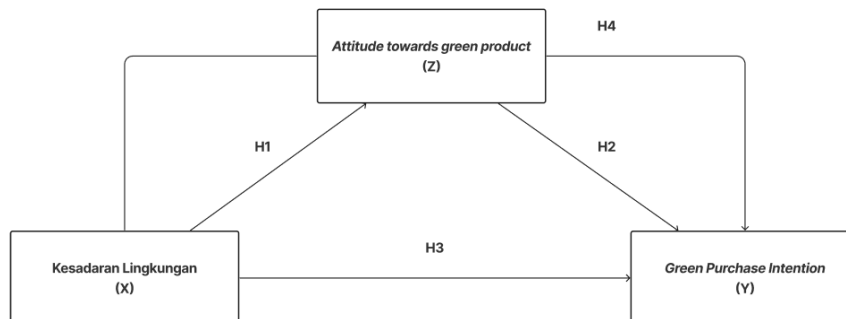 H4
Attitude towards green product
(Z)
H1
H2
H3
Kesadaran Lingkungan
(X)
Green Purchase Intention
(Y)